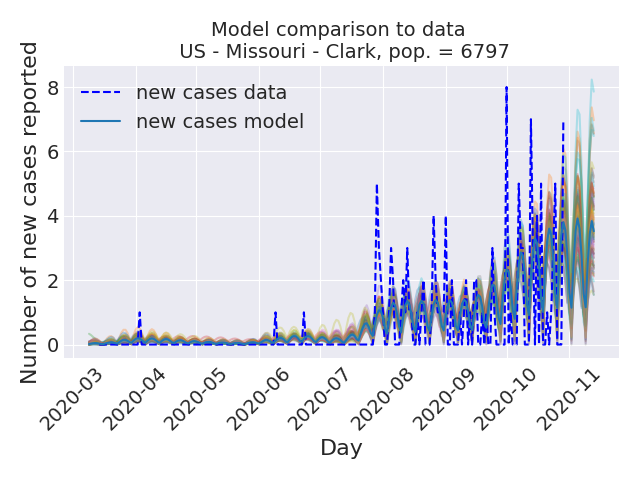 Model comparison to data
US - Missouri - Clark, pop. = 6797
Number of new cases reported
8
6
4
2
0
new cases data
new cases model
2020-03
2020-04
2020-05
2020-06
2020-07
2020-08
2020-09
2020-10
2020-11
Day